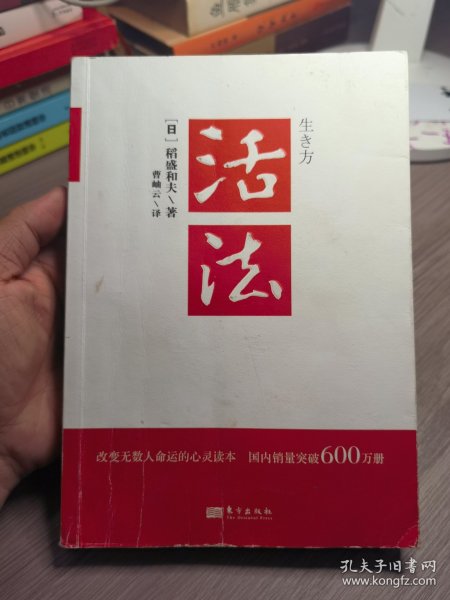 生き方
活
法
[日]稻盛和夫\著
曹岫云\译
改变无数人命运的心灵读本 国内销量突破600万册
东方出版社
The Oriental Press
孔夫子旧书网
www.kongfz.com